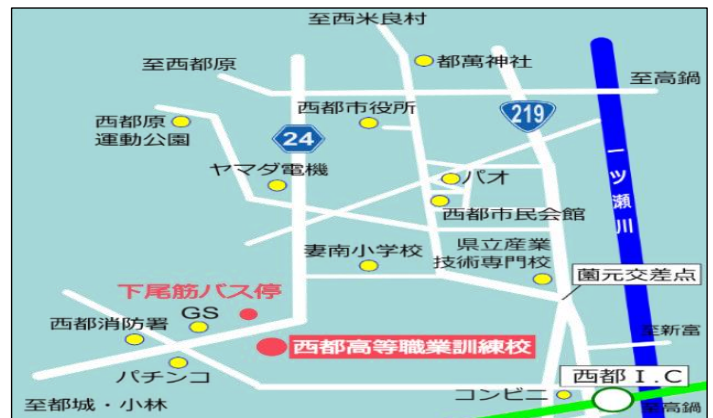 至西米良村
都萬神社
至西都原
至高鍋
西都原
運動公園
西都市役所
24
219
一ツ瀬川
ヤマダ電機
パオ
西都市民会館
妻南小学校
県立産業
技術専門校
薗元交差点
下尾筋バス停
GS
西都消防署
西都高等職業訓練校
至新富
パチンコ
西都I.C
コンビニ
至都城・小林
至高鍋